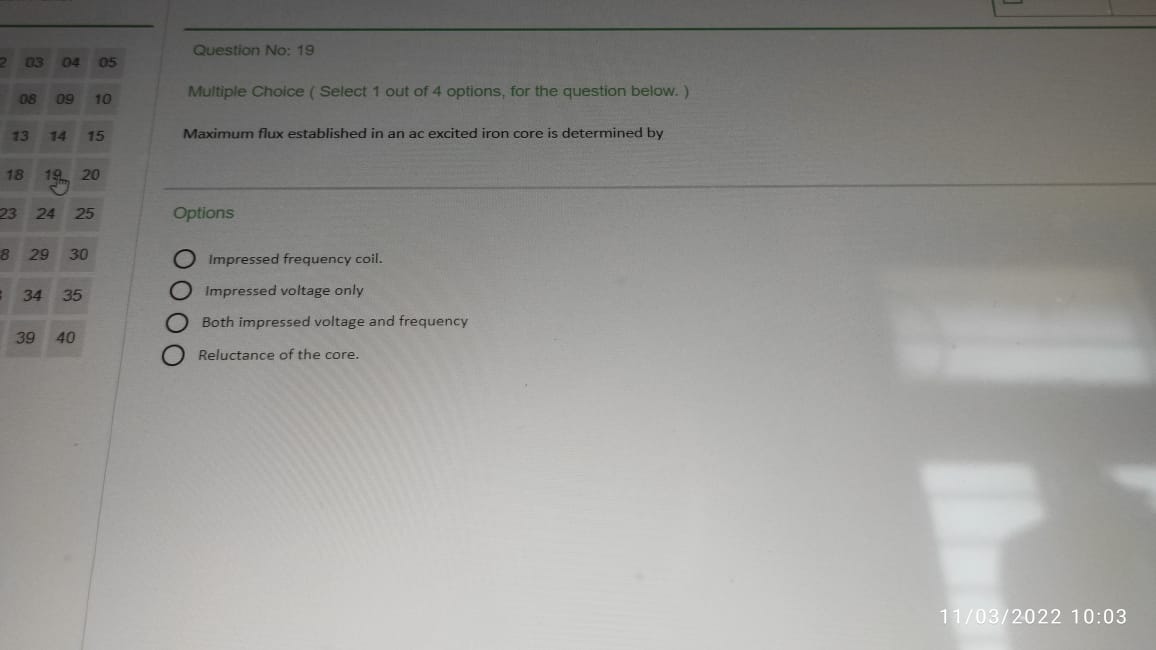 Question No: 19
Multiple Choice ( Select 1 out of 4 options, for the question below. )
Maximum flux established in an ac excited iron core is determined by
Options
Impressed frequency coil.
Impressed voltage only
Both impressed voltage and frequency
Reluctance of the core.
03 04 05
08 09 10
13 14 15
18 19 20
23 24 25
29 30
34 35
39 40
11/03/2022 10:03